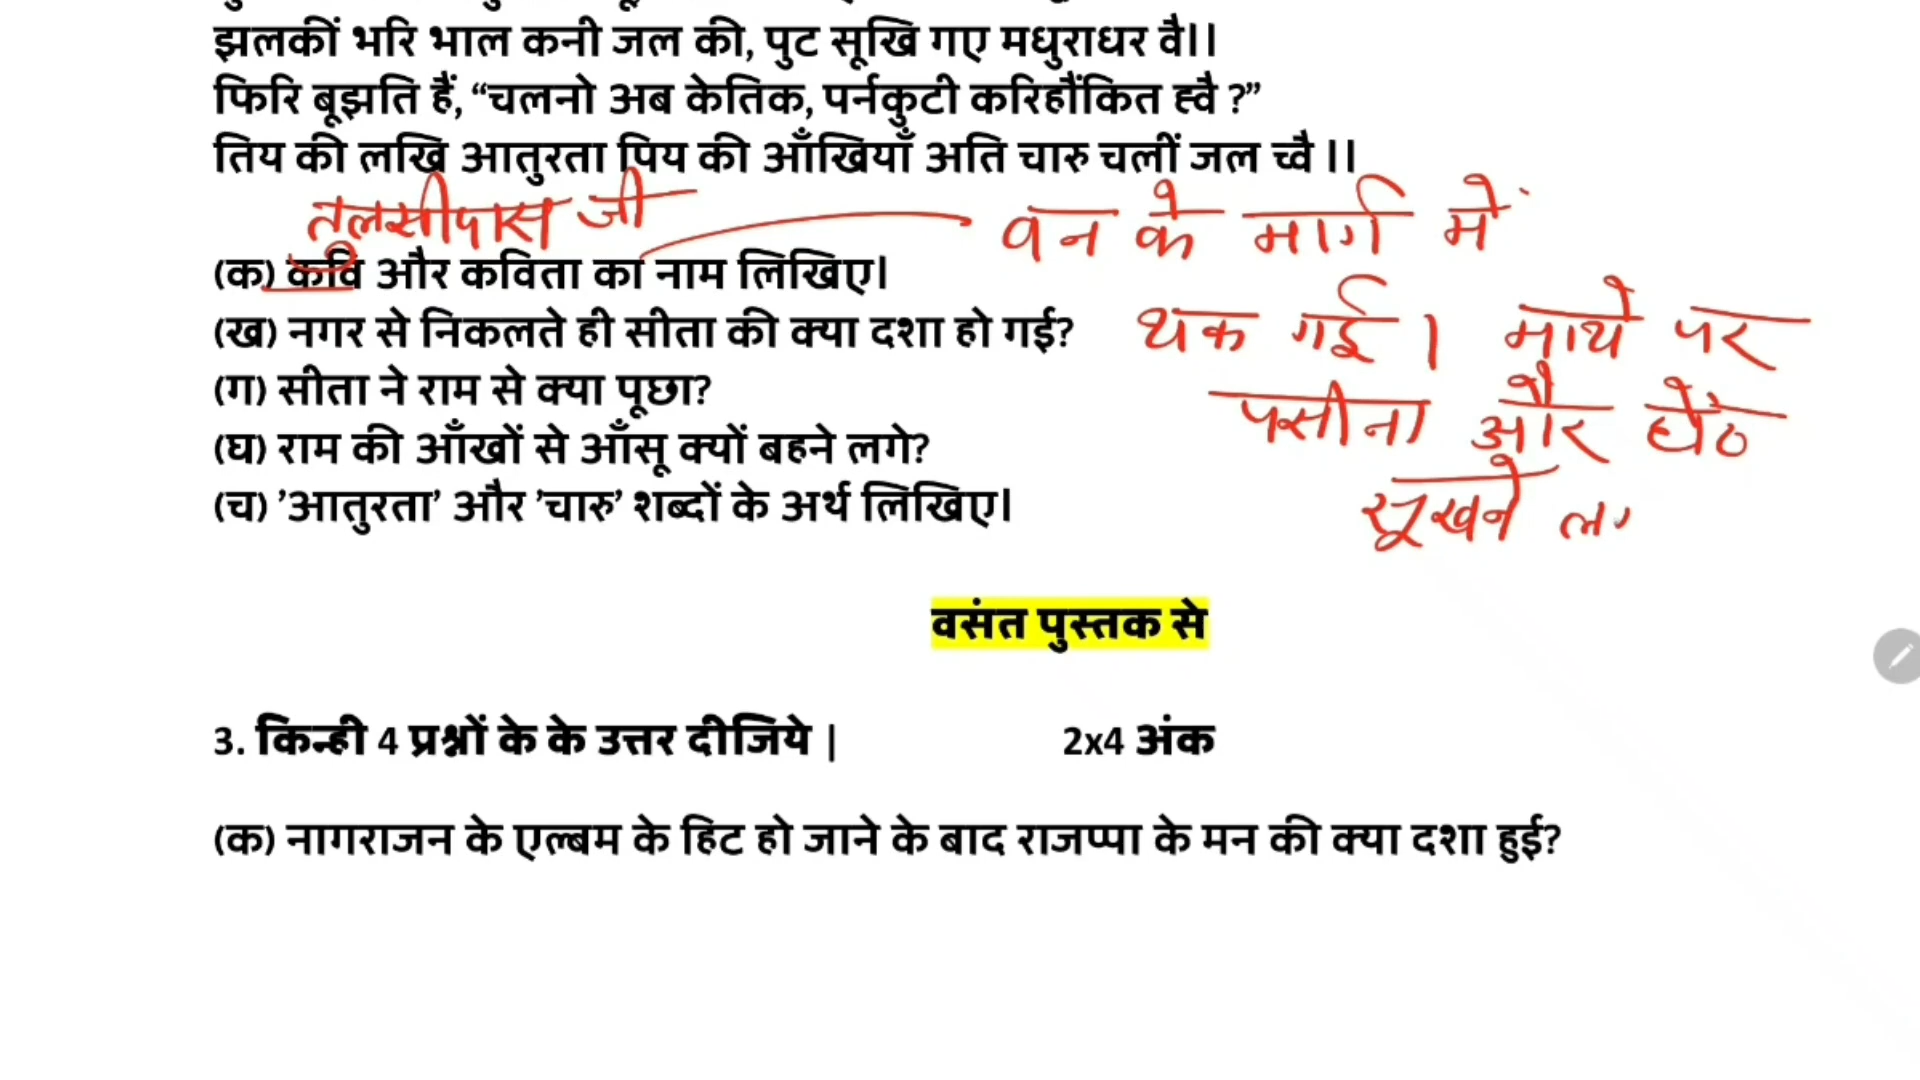 झलकीं भरि भाल कनी जल की, पुट सूखि गए मधुराधर वै।।
फिरि बूझति हैं, “चलनो अब केतिक, पर्नकुटी करिहौंकित ह्वै ?”
तिय की लखि आतुरता पिय की आँखियाँ अति चारु चलीं जल च्वै ।।
तुलसीदास जी
वन के मार्ग में
(क) कवि और कविता का नाम लिखिए।
(ख) नगर से निकलते ही सीता की क्या दशा हो गई?
थक गई । माथे पर
(ग) सीता ने राम से क्या पूछा?
पसीना और होंठ
(घ) राम की आँखों से आँसू क्यों बहने लगे?
(च) ’आतुरता’ और ’चारु’ शब्दों के अर्थ लिखिए।
सूखने
वसंत पुस्तक से
3. किन्ही 4 प्रश्नों के के उत्तर दीजिये | 2x4 अंक
(क) नागराजन के एल्बम के हिट हो जाने के बाद राजप्पा के मन की क्या दशा हुई?